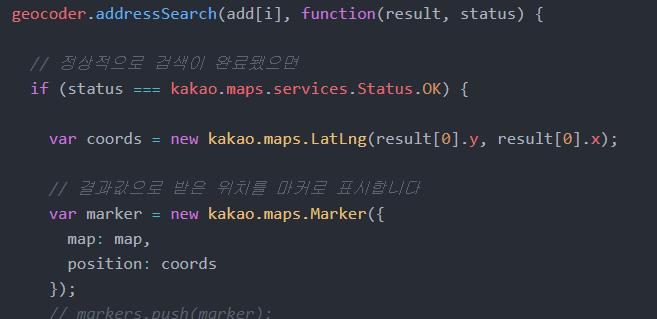 geocoder.addressSearch(add[i], function(result, status) {
// 정상적으로 검색이 완료됐으면
if (status === kakao.maps.services.Status.OK) {
var coords = new kakao.maps.LatLng(result[0].y, result[0].x);
// 결과값으로 받은 위치를 마커로 표시합니다
var marker = new kakao.maps.Marker({
map: map,
position: coords
});
// markers.push(marker);